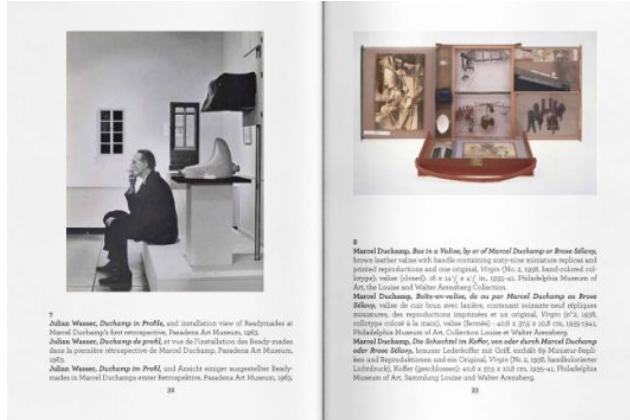 7
Julian Wasser, Duchamp in Profile, and installation view of Readymades at
Marcel Duchamp's first retrospective, Pasadena Art Museum, 1963.
Julian Wasser, Duchamp de profil, et vue de l'installation des Ready-mades
dans la première rétrospective de Marcel Duchamp, Pasadena Art Museum,
1963.
Julian Wasser, Duchamp im Profil, und Ansicht einiger ausgestellter Ready-
mades in Marcel Duchamps erster Retrospektive, Pasadena Art Museum, 1963.
8
Marcel Duchamp, Box in a Valise, by or of Marcel Duchamp or Rrose Sélavy,
brown leather valise with handle containing sixty-nine miniature replicas and
printed reproductions and one original, Virgin (No. 2, 1938, hand-colored col-
lotype); valise (closed): 16 x 14 x 4 in, 1935-41, Philadelphia Museum of
Art, the Louise and Walter Arensberg Collection.
Marcel Duchamp, Boîte-en-valise, de ou par Marcel Duchamp ou Rrose
Sélavy, valise de cuir brun avec lanière, contenant soixante-neuf répliques
miniatures, des reproductions imprimées et un original, Virgin (n°2, 1938,
collotype coloré à la main), valise (fermée) : 40,6 x 37,5 x 10,8 cm, 1935-1941,
Philadelphia Museum of Art, Collection Louise et Walter Arensberg.
Marcel Duchamp, Die Schachtel im Koffer, von oder durch Marcel Duchamp
oder Rrose Sélavy, brauner Lederkoffer mit Griff, enthält 69 Miniatur-Repli-
ken und Reproduktionen und ein Original, Virgin (Nr. 2, 1938, handkolorierter
Lichtdruck), Koffer (geschlossen): 40,6 x 37,5 x 10,8 cm, 1935-41, Philadelphia
Museum of Art, Sammlung Louise und Walter Arensberg.